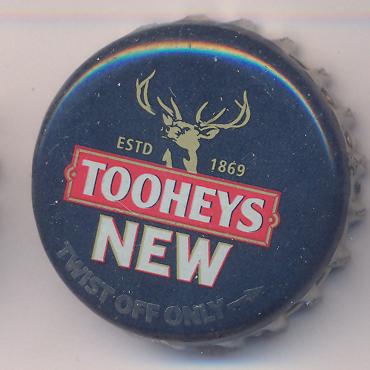 ESTD 1869
TOOHEYS
NEW
TWIST OFF ONLY